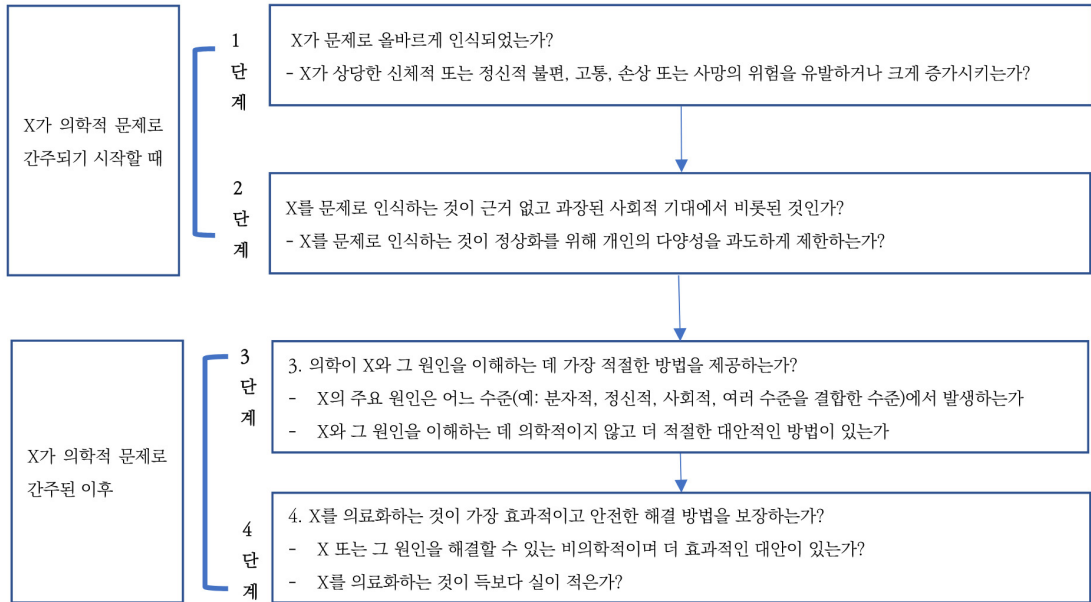 X가 의학적 문제로
간주되기 시작할 때
1
단
계
X가 문제로 올바르게 인식되었는가?
- X가 상당한 신체적 또는 정신적 불편, 고통, 손상 또는 사망의 위험을 유발하거나 크게 증가시키는가?
2
단
계
X를 문제로 인식하는 것이 근거 없고 과장된 사회적 기대에서 비롯된 것인가?
- X를 문제로 인식하는 것이 정상화를 위해 개인의 다양성을 과도하게 제한하는가?
X가 의학적 문제로
간주된 이후
3
단
계
3. 의학이 X와 그 원인을 이해하는 데 가장 적절한 방법을 제공하는가?
- X의 주요 원인은 어느 수준(예: 분자적, 정신적, 사회적, 여러 수준을 결합한 수준)에서 발생하는가
- X와 그 원인을 이해하는 데 의학적이지 않고 더 적절한 대안적인 방법이 있는가
4
단
계
4. X를 의료화하는 것이 가장 효과적이고 안전한 해결 방법을 보장하는가?
- X 또는 그 원인을 해결할 수 있는 비의학적이며 더 효과적인 대안이 있는가?
- X를 의료화하는 것이 득보다 실이 적은가?